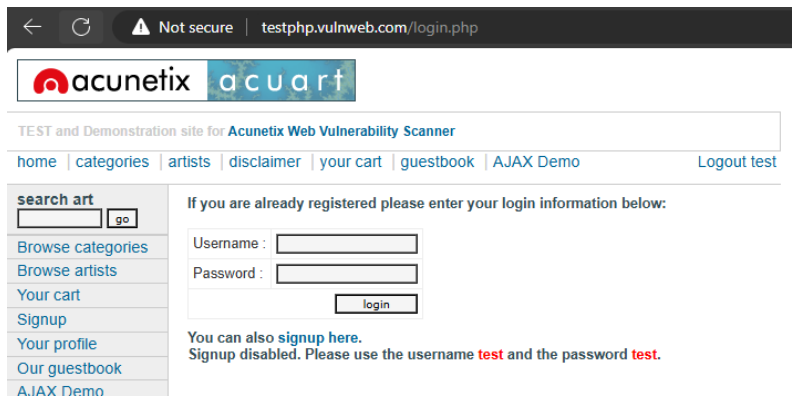 Not secure | testphp.vulnweb.com/login.php
acunetix acuart
TEST and Demonstration site for Acunetix Web Vulnerability Scanner
home | categories | artists | disclaimer | your cart | guestbook | AJAX Demo Logout test
search art
go
Browse categories
Browse artists
Your cart
Signup
Your profile
Our guestbook
AJAX Demo
If you are already registered please enter your login information below:
Username :
Password :
login
You can also signup here.
Signup disabled. Please use the username test and the password test.